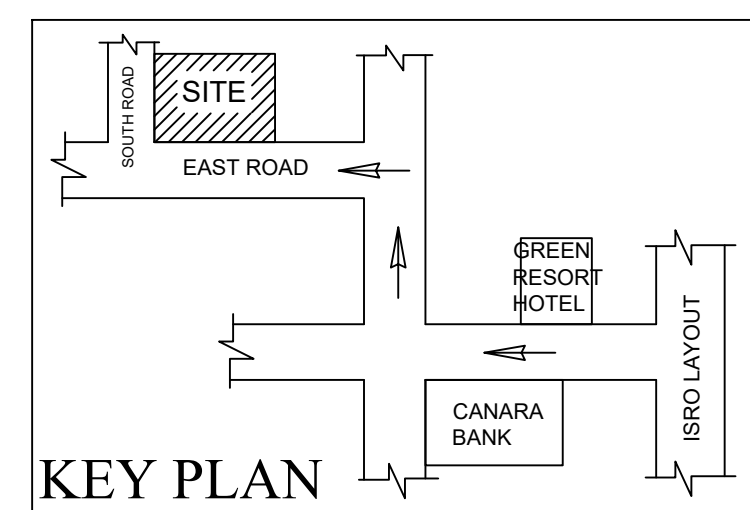 SOUTH ROAD
SITE
EAST ROAD
GREEN
RESORT
HOTEL
ISRO LAYOUT
CANARA
BANK
KEY PLAN